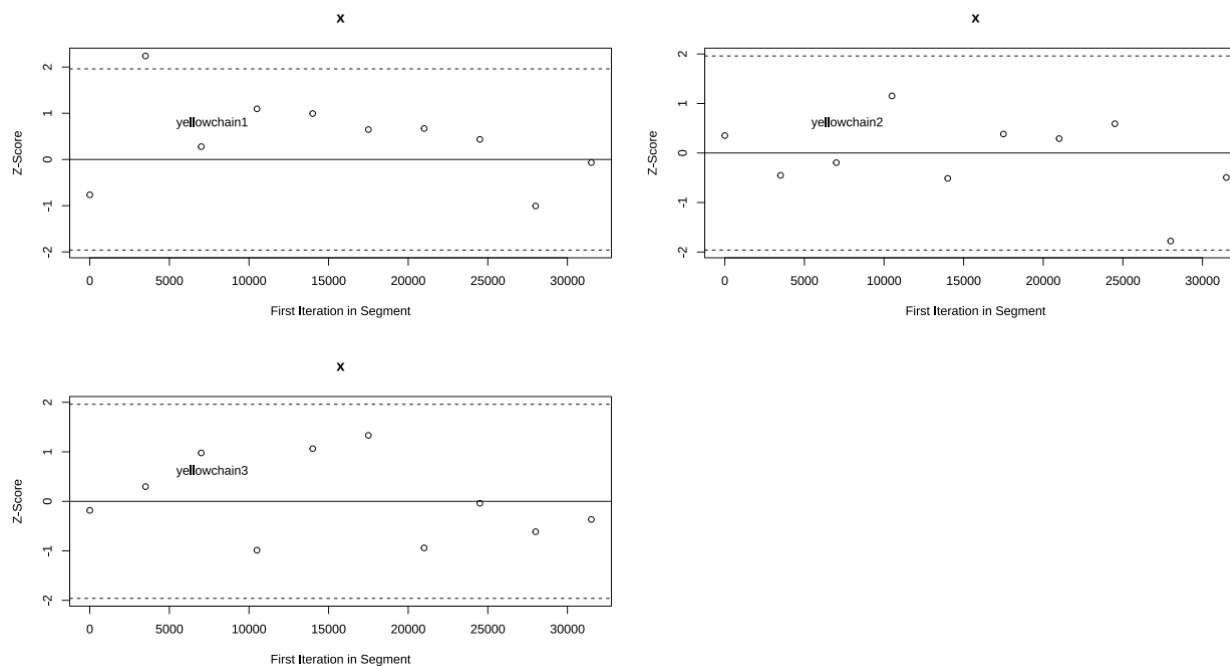 x
2
1
0
-1
-2
Z-Score
yellowchain1
0 5000 10000 15000 20000 25000 30000
First Iteration in Segment
x
2
1
0
-1
-2
Z-Score
yellowchain2
0 5000 10000 15000 20000 25000 30000
First Iteration in Segment
x
2
1
0
-1
-2
Z-Score
yellowchain3
0 5000 10000 15000 20000 25000 30000
First Iteration in Segment